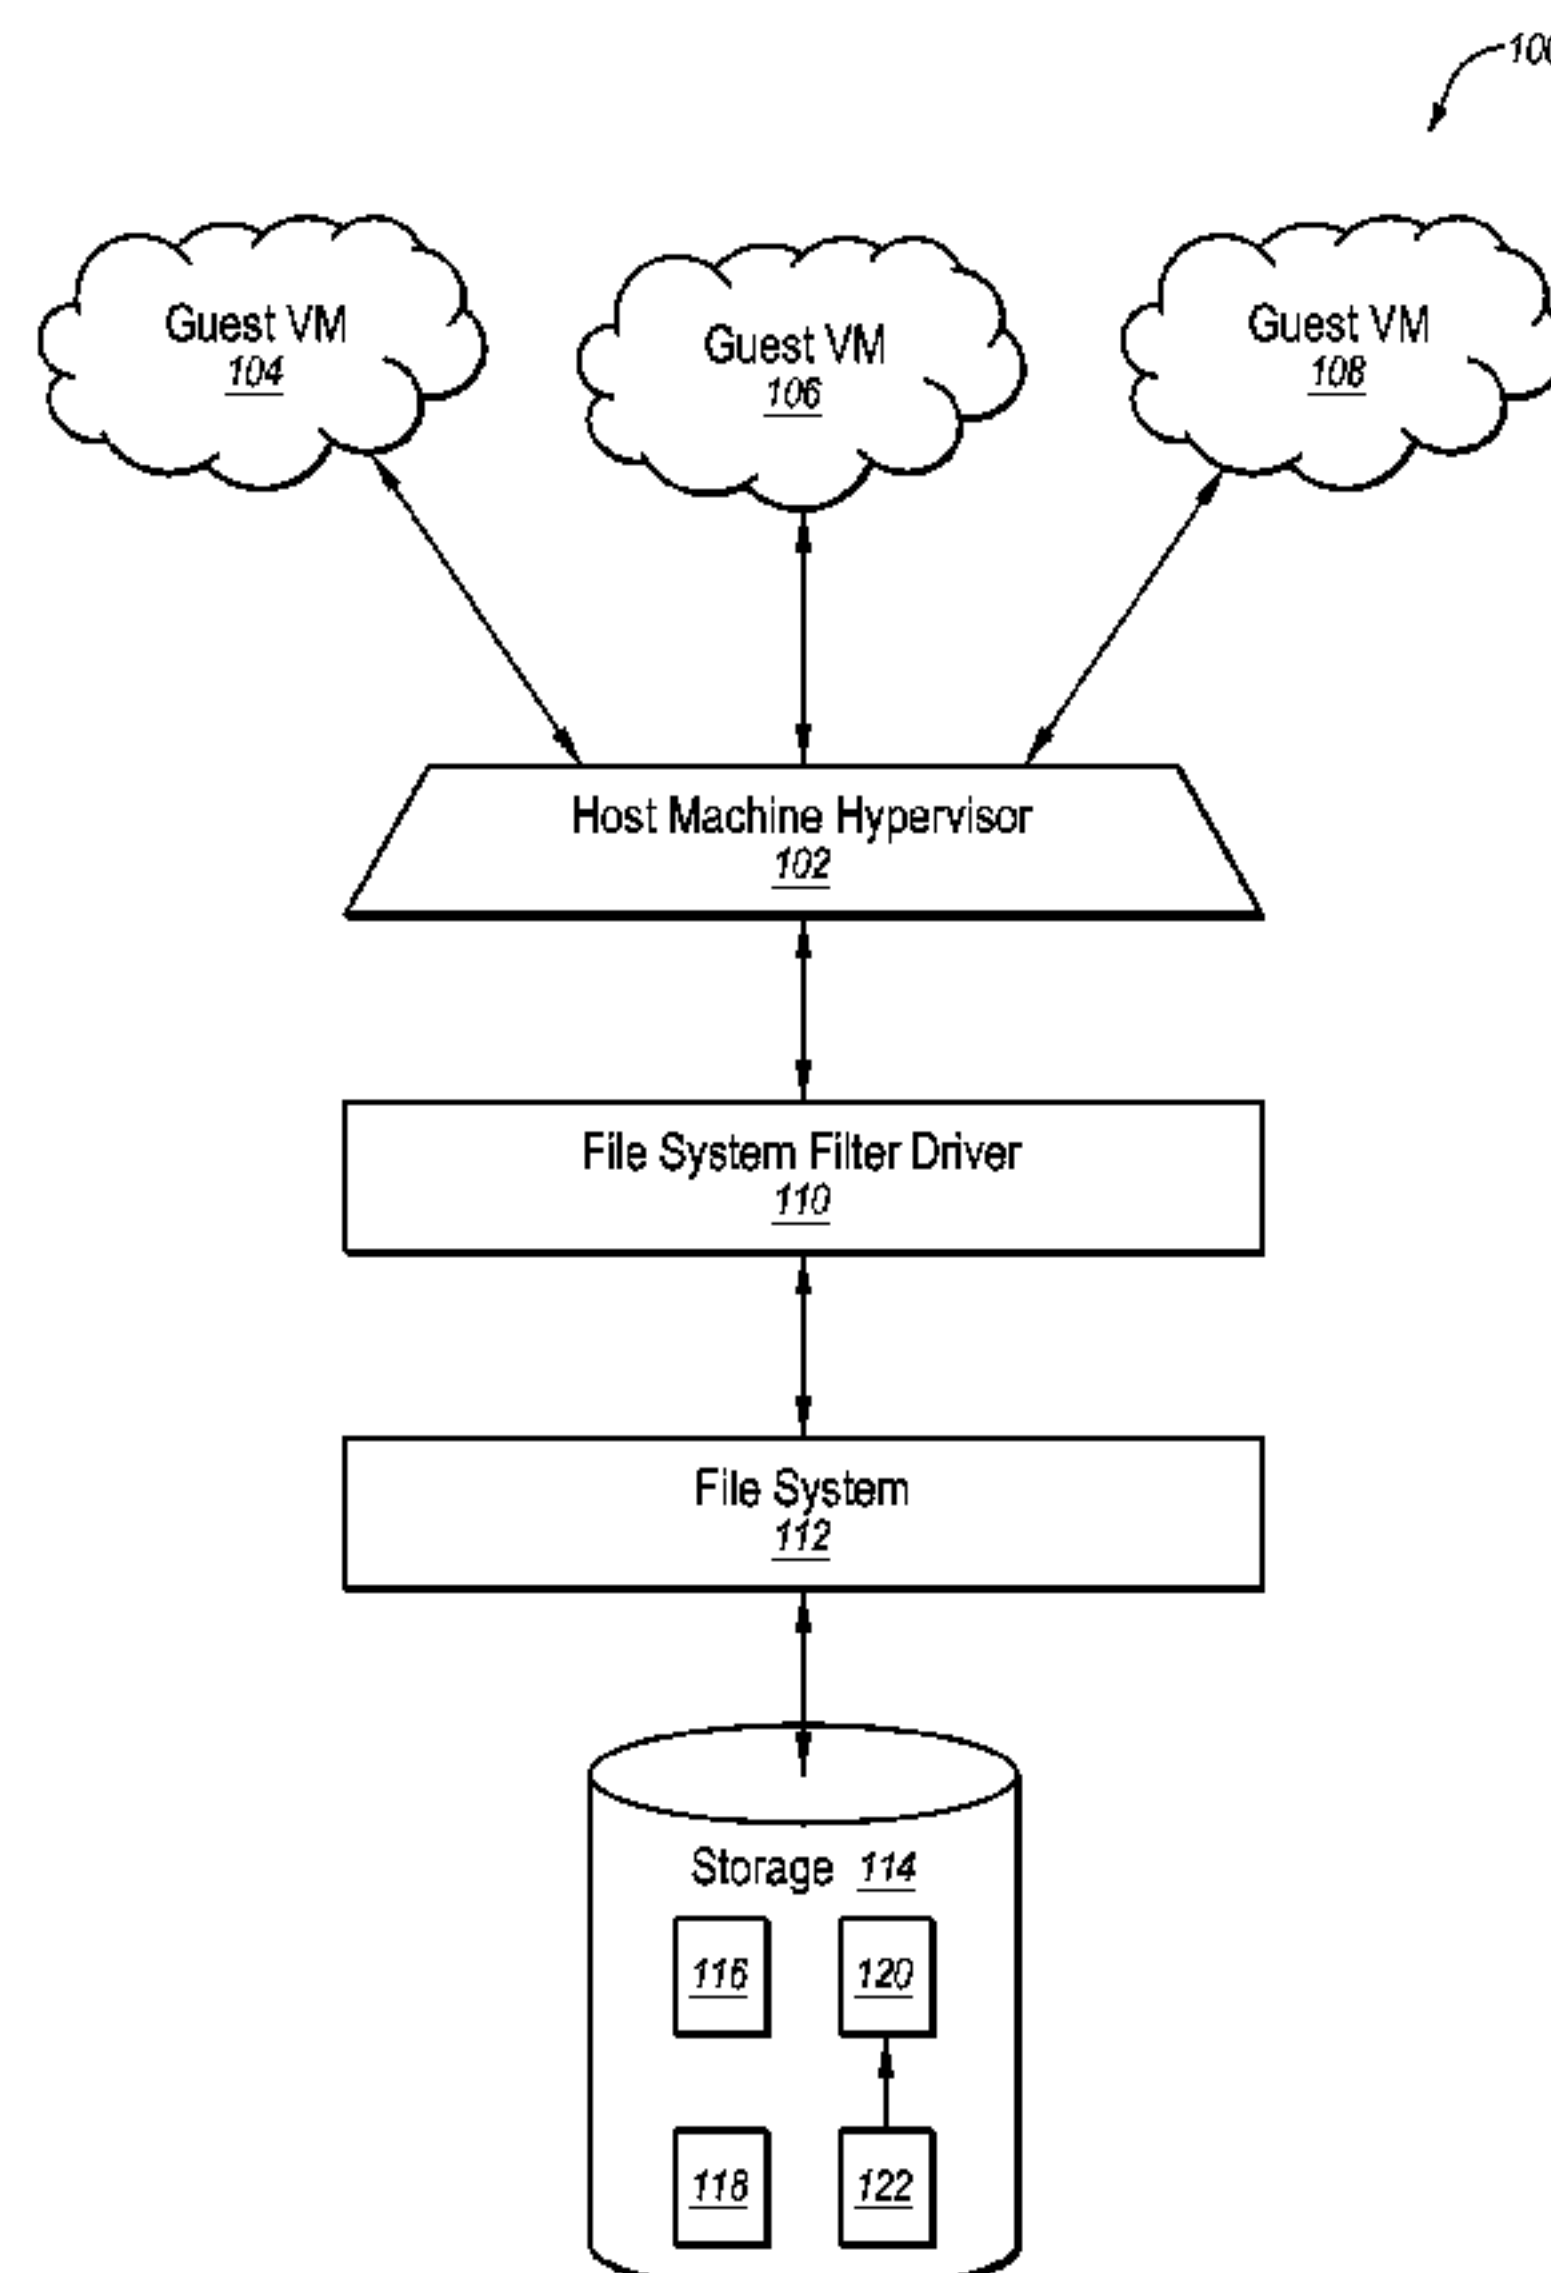 100
Guest VM
104
Guest VM
106
Guest VM
108
Host Machine Hypervisor
102
File System Filter Driver
110
File System
112
Storage 114
116 120
118 122